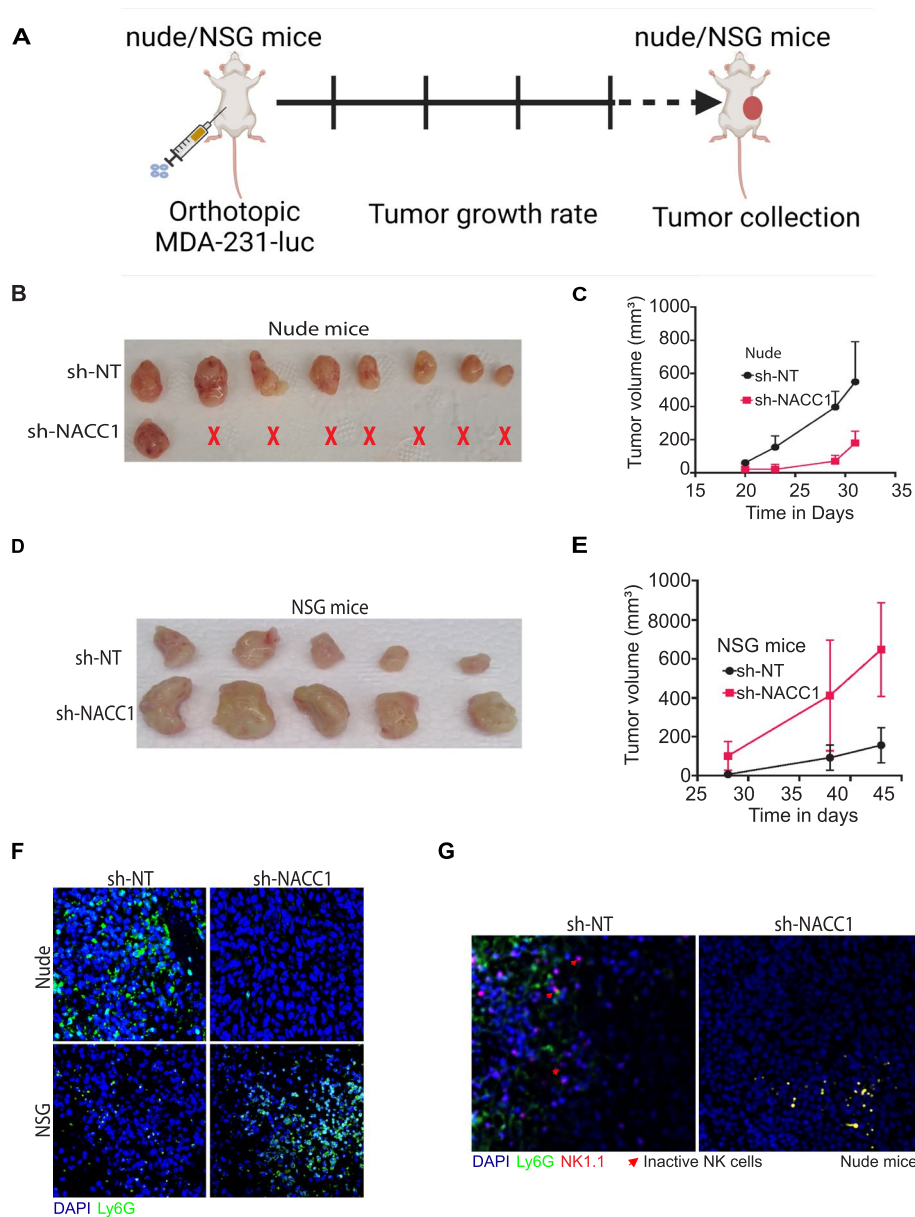 A
nude/NSG mice
nude/NSG mice
Orthotopic
MDA-231-luc
Tumor growth rate
Tumor collection
B
Nude mice
sh-NT
sh-NACC1
X X X X X X X
C
Tumor volume (mm³)
1000
800
600
400
200
0
Nude
sh-NT
sh-NACC1
15 20 25 30 35
Time in Days
D
NSG mice
sh-NT
sh-NACC1
E
Tumor volume (mm³)
1000
8000
6000
400
200
0
NSG mice
sh-NT
sh-NACC1
25 30 35 40 45
Time in days
F
sh-NT sh-NACC1
Nude
NSG
DAPI Ly6G
G
sh-NT sh-NACC1
DAPI Ly6G NK1.1 Inactive NK cells Nude mice